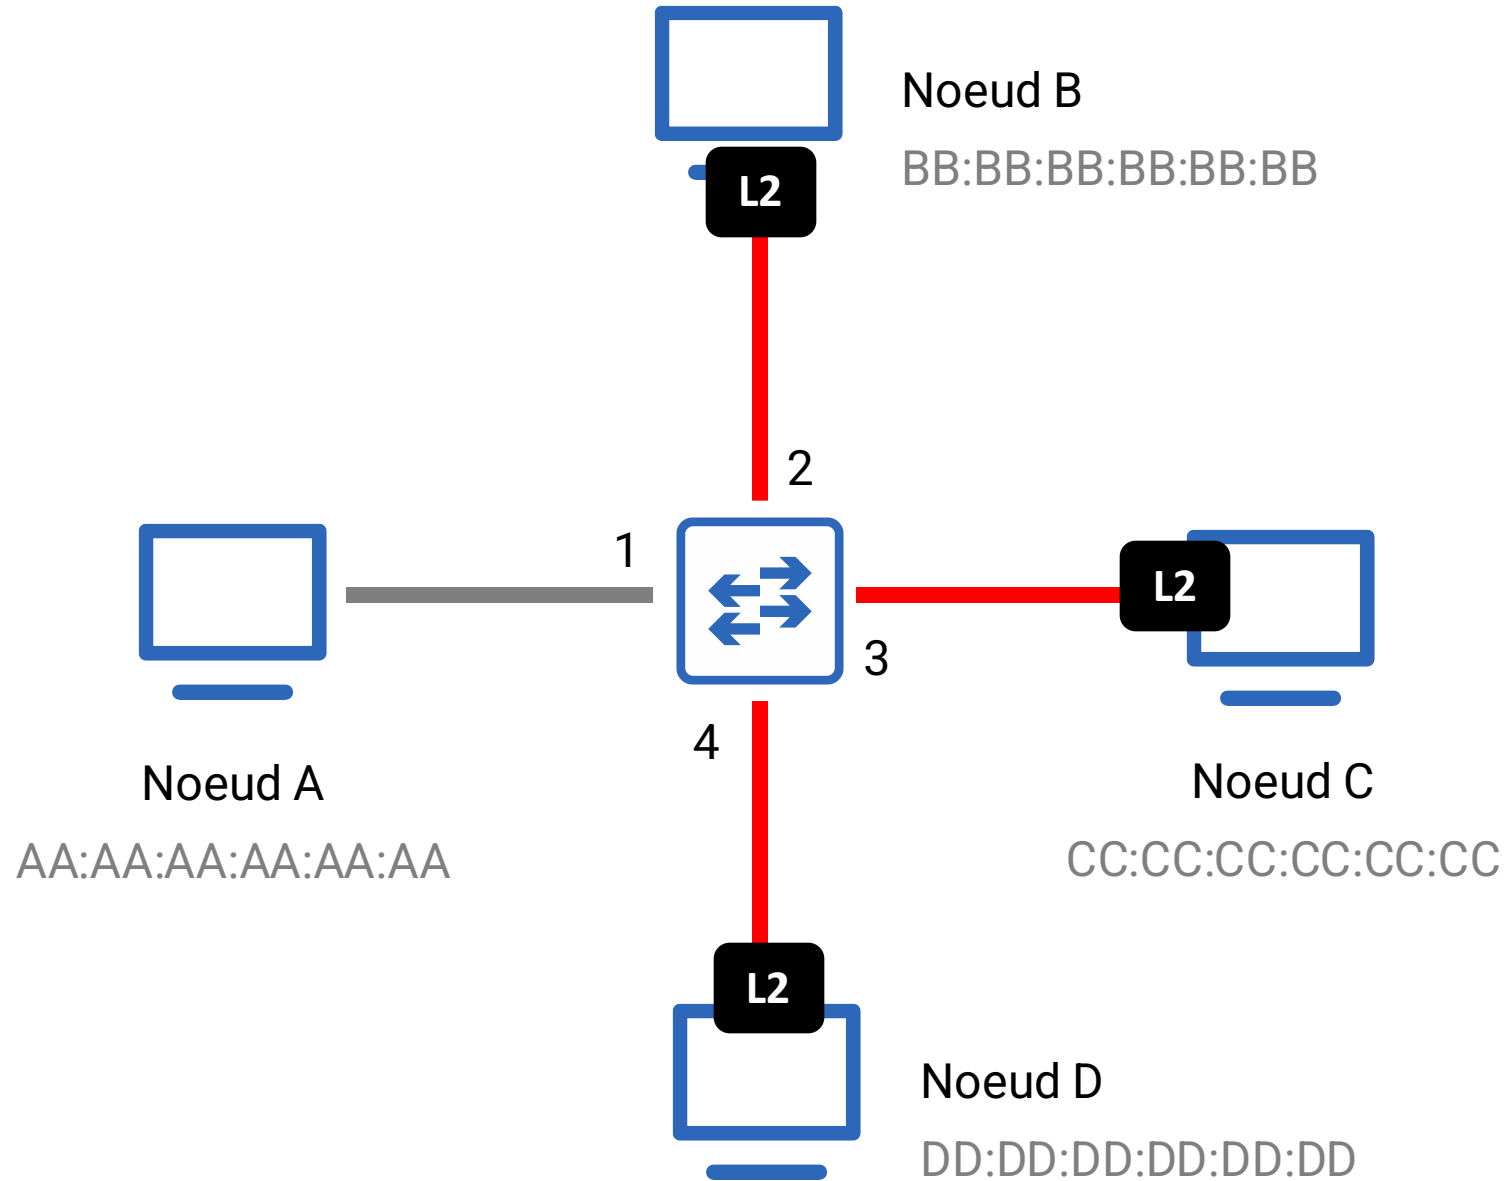 Noeud B
BB:BB:BB:BB:BB:BB
L2
2
1
L2
3
4
Noeud A
AA:AA:AA:AA:AA:AA
Noeud C
CC:CC:CC:CC:CC:CC
L2
Noeud D
DD:DD:DD:DD:DD:DD